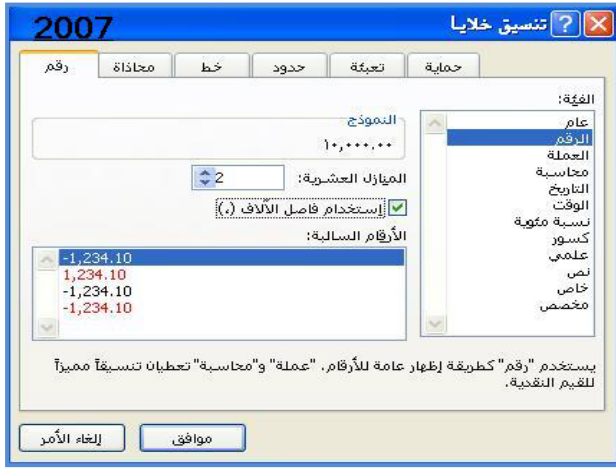 2007
تنسيق خلايا
رقم
محاذاة
خط
حدود
تعبئة
حماية
الفئة:
عام
الرقم
العملة
محاسبة
التاريخ
الوقت
نسبة مئوية
كسور
علمي
نص
خاص
مخصص
النموذج
١٠,٠٠٠.٠٠
المنازل العشرية:
2
إستخدام فاصل الآلاف (،)
الأرقام السالبة:
-1,234.10
1,234.10
-1,234.10
-1,234.10
يستخدم "رقم" كطريقة إظهار عامة للأرقام. "عملة" و"محاسبة" تعطيان تنسيقاً مميزاً
للقيم النقدية.
موافق
إلغاء الأمر